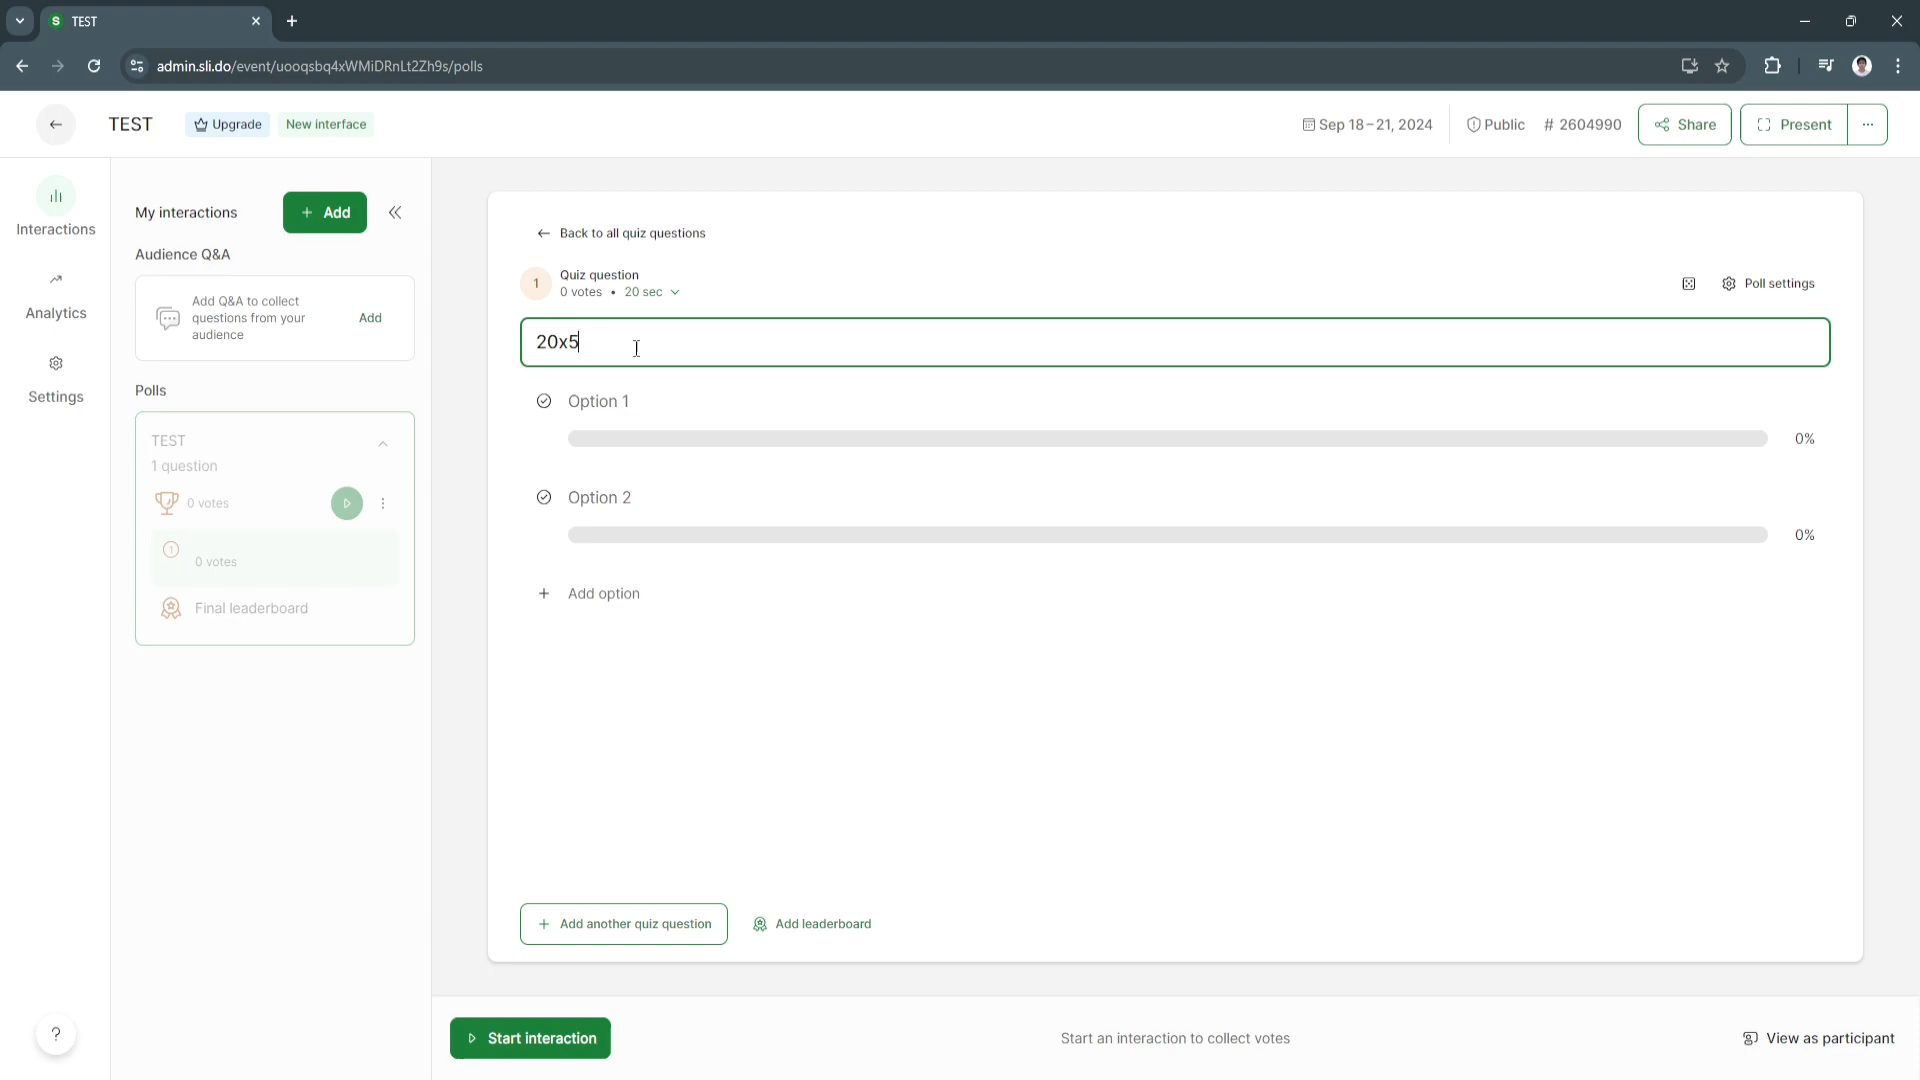 TEST
admin.sli.do/event/uooqsbq4xWMiDRnLt2Zh9s/polls
TEST
Upgrade
New interface
Sep 18 – 21, 2024
Public
# 2604990
Share
Present
Interactions
Analytics
Settings
My interactions
+ Add
Audience Q&A
Add Q&A to collect
questions from your
audience
Add
Polls
TEST
1 question
0 votes
1
0 votes
Final leaderboard
Back to all quiz questions
1
Quiz question
0 votes • 20 sec
Poll settings
20x5
Option 1
0%
Option 2
0%
+ Add option
+ Add another quiz question
Add leaderboard
?
Start interaction
Start an interaction to collect votes
View as participant